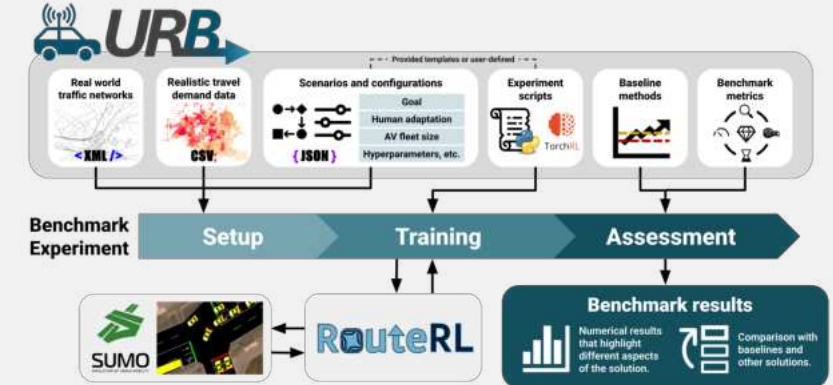 URB
Provided templates or user-defined
Real world
traffic networks
< XML />
Realistic travel
demand data
CSV;
Scenarios and configurations
{ JSON }
Goal
Human adaptation
AV fleet size
Hyperparameters, etc.
Experiment
scripts
TorchRL
Baseline
methods
Benchmark
metrics
Benchmark
Experiment
Setup
Training
Assessment
SUMO
RouteRL
Benchmark results
Numerical results
that highlight
different aspects
of the solution.
Comparison with
baselines and
other solutions.